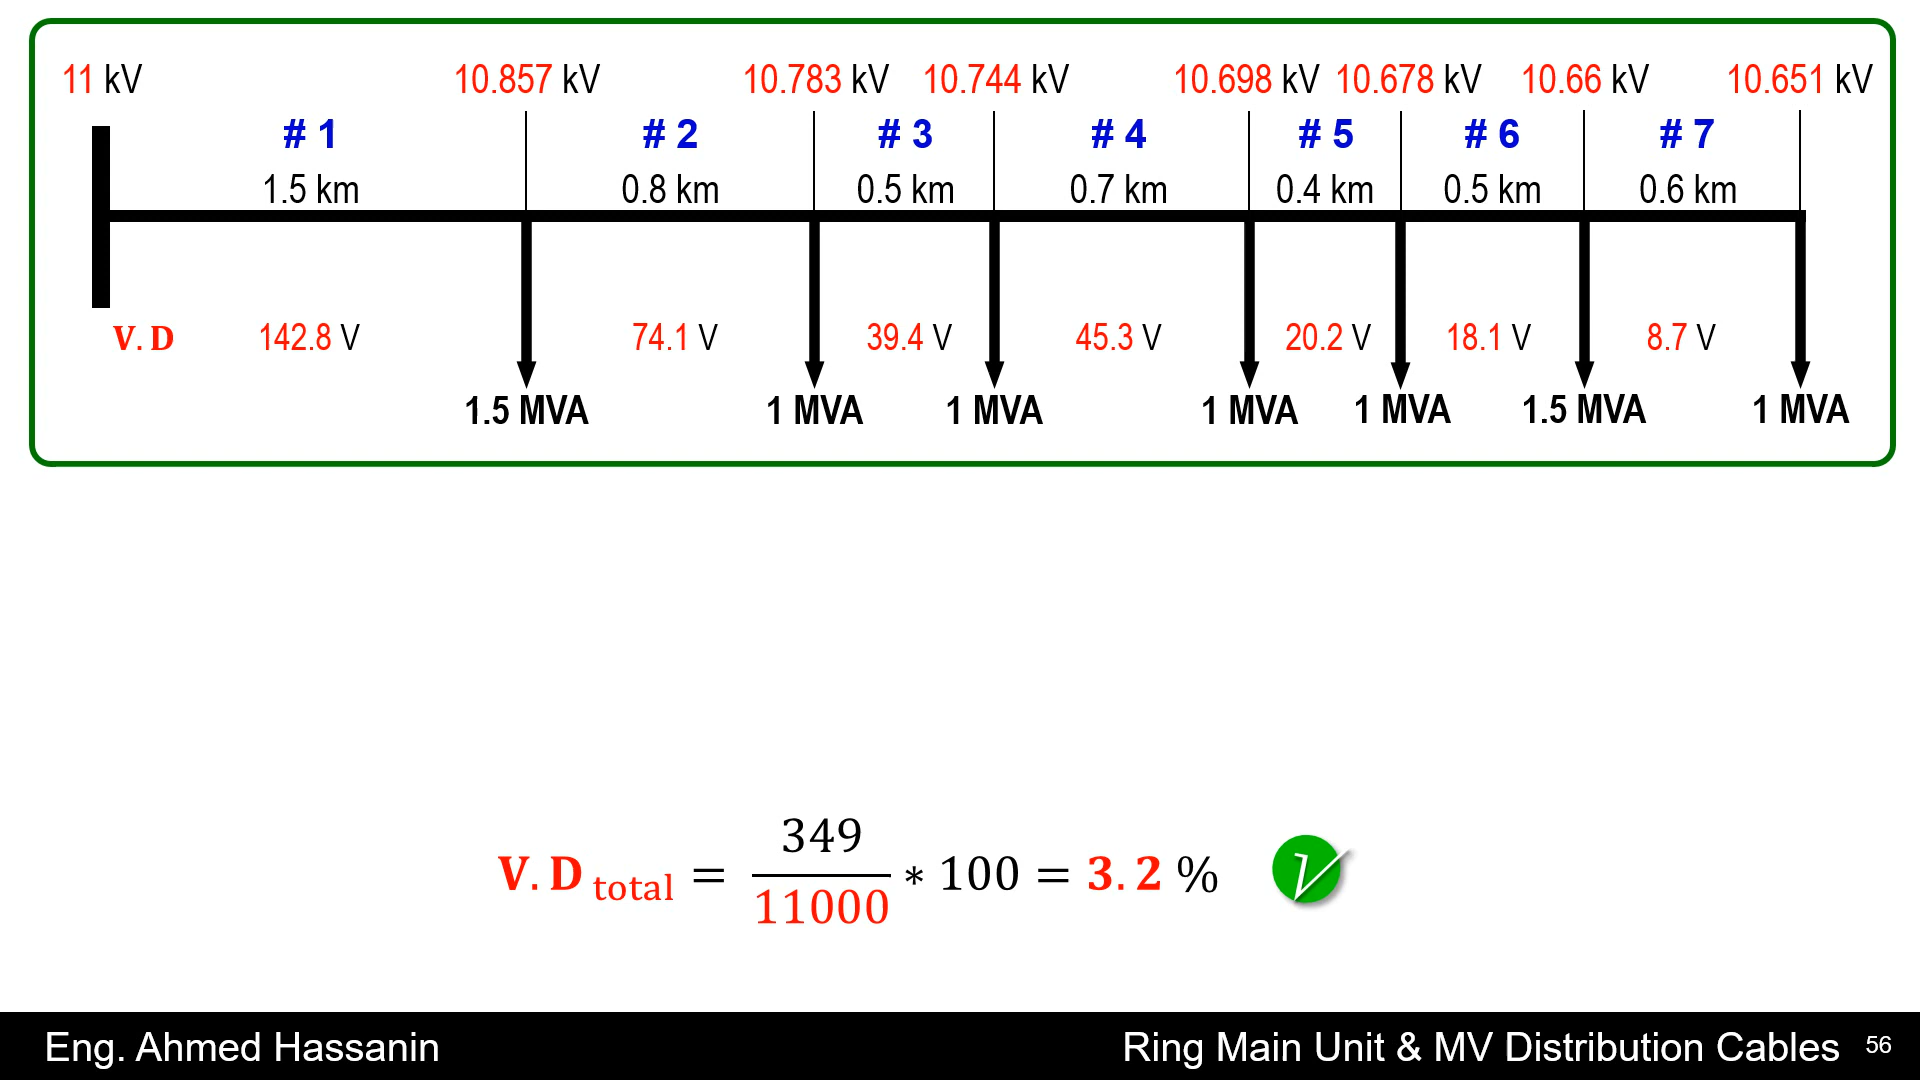 11 kV 10.857 kV 10.783 kV 10.744 kV 10.698 kV 10.678 kV 10.66 kV 10.651 kV
# 1 # 2 # 3 # 4 # 5 # 6 # 7
1.5 km 0.8 km 0.5 km 0.7 km 0.4 km 0.5 km 0.6 km
V. D 142.8 V 74.1 V 39.4 V 45.3 V 20.2 V 18.1 V 8.7 V
1.5 MVA 1 MVA 1 MVA 1 MVA 1 MVA 1.5 MVA 1 MVA
349
V. D total = ─── * 100 = 3.2 %
11000
Eng. Ahmed Hassanin Ring Main Unit & MV Distribution Cables 56